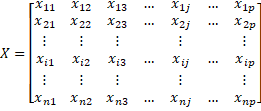 x₁₁ x₁₂ x₁₃ … x₁ⱼ … x₁ₚ
x₂₁ x₂₂ x₂₃ … x₂ⱼ … x₂ₚ
⋮ ⋮ ⋮ ⋮ ⋮
X = xᵢ₁ xᵢ₂ xᵢ₃ … xᵢⱼ … xᵢₚ
⋮ ⋮ ⋮ ⋮ ⋮
xₙ₁ xₙ₂ xₙ₃ … xₙⱼ … xₙₚ